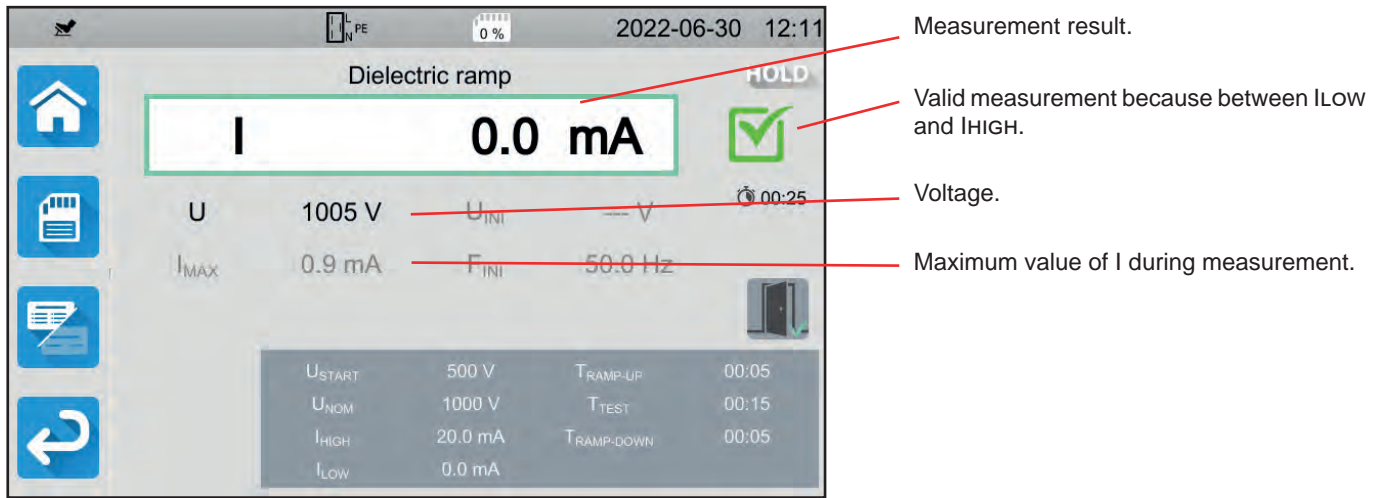 L N PE 0 % 2022-06-30 12:11
Dielectric ramp HOLD
I 0.0 mA
00:25
U 1005 V UINI --- V
IMAX 0.9 mA FINI 50.0 Hz
USTART 500 V TRAMP-UP 00:05
UNOM 1000 V TTEST 00:15
IHIGH 20.0 mA TRAMP-DOWN 00:05
ILOW 0.0 mA
Measurement result.
Valid measurement because between ILOW
and IHIGH.
Voltage.
Maximum value of I during measurement.